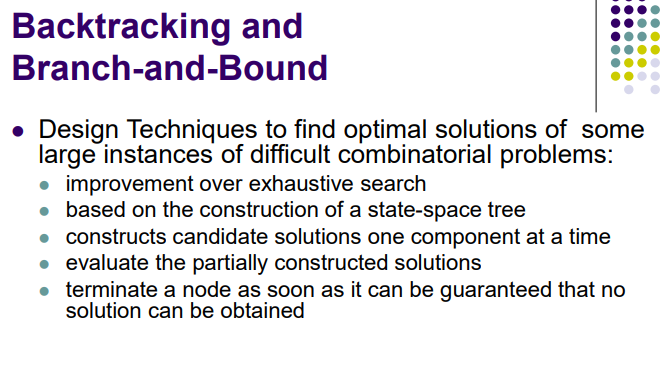 Backtracking and
Branch-and-Bound
Design Techniques to find optimal solutions of some
large instances of difficult combinatorial problems:
improvement over exhaustive search
based on the construction of a state-space tree
constructs candidate solutions one component at a time
evaluate the partially constructed solutions
terminate a node as soon as it can be guaranteed that no
solution can be obtained